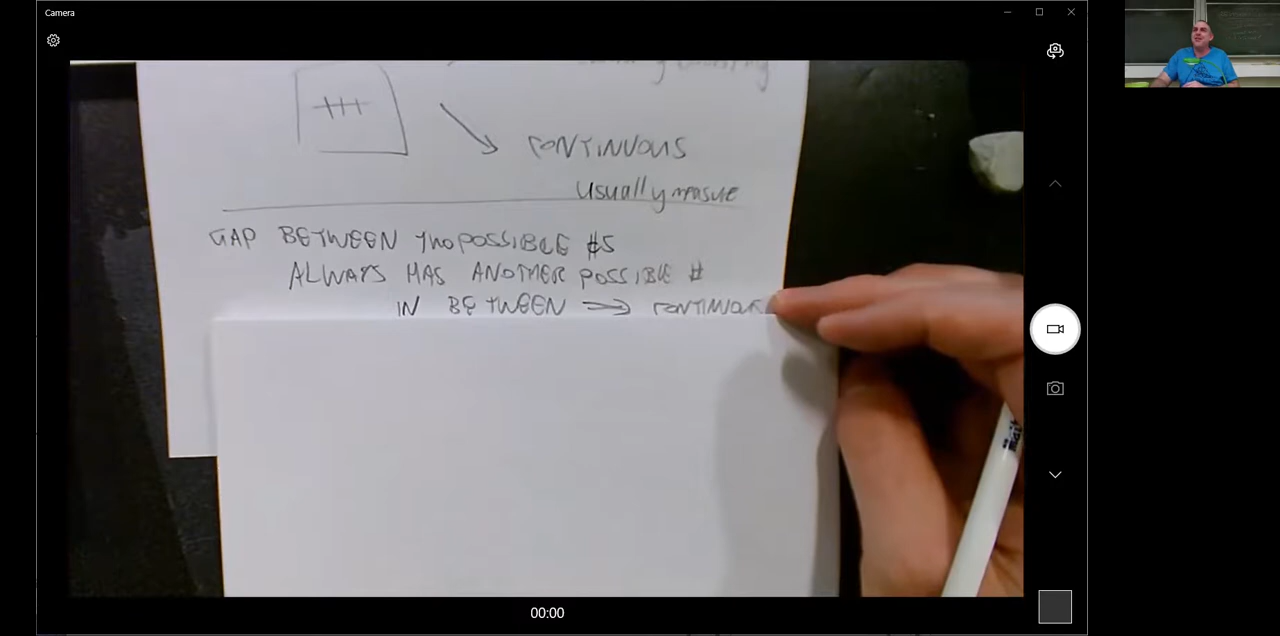 Camera
CONTINUOUS
usually measure
GAP BETWEEN TWO POSSIBLE #S
ALWAYS HAS ANOTHER POSSIBLE #
IN BETWEEN → CONTINUOUS
00:00